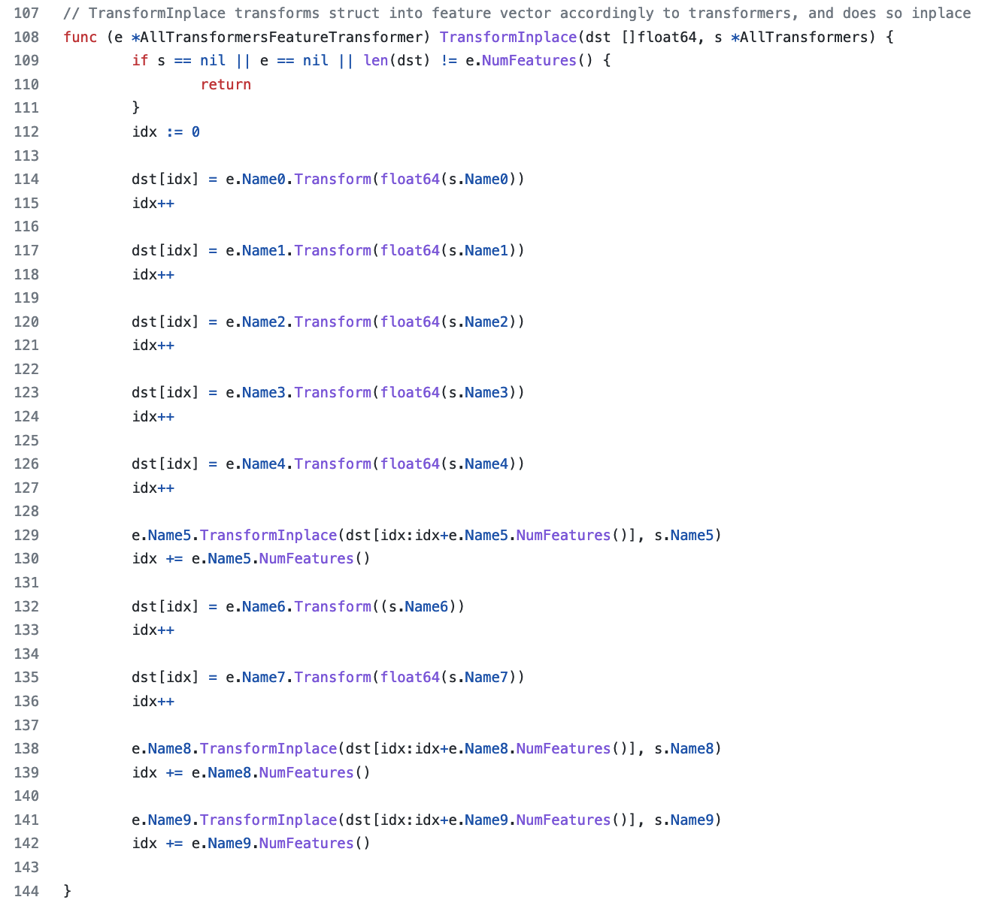 107 // TransformInplace transforms struct into feature vector accordingly to transformers, and does so inplace
108 func (e *AllTransformersFeatureTransformer) TransformInplace(dst []float64, s *AllTransformers) {
109 if s == nil || e == nil || len(dst) != e.NumFeatures() {
110 return
111 }
112 idx := 0
113
114 dst[idx] = e.Name0.Transform(float64(s.Name0))
115 idx++
116
117 dst[idx] = e.Name1.Transform(float64(s.Name1))
118 idx++
119
120 dst[idx] = e.Name2.Transform(float64(s.Name2))
121 idx++
122
123 dst[idx] = e.Name3.Transform(float64(s.Name3))
124 idx++
125
126 dst[idx] = e.Name4.Transform(float64(s.Name4))
127 idx++
128
129 e.Name5.TransformInplace(dst[idx:idx+e.Name5.NumFeatures()], s.Name5)
130 idx += e.Name5.NumFeatures()
131
132 dst[idx] = e.Name6.Transform((s.Name6))
133 idx++
134
135 dst[idx] = e.Name7.Transform(float64(s.Name7))
136 idx++
137
138 e.Name8.TransformInplace(dst[idx:idx+e.Name8.NumFeatures()], s.Name8)
139 idx += e.Name8.NumFeatures()
140
141 e.Name9.TransformInplace(dst[idx:idx+e.Name9.NumFeatures()], s.Name9)
142 idx += e.Name9.NumFeatures()
143
144 }